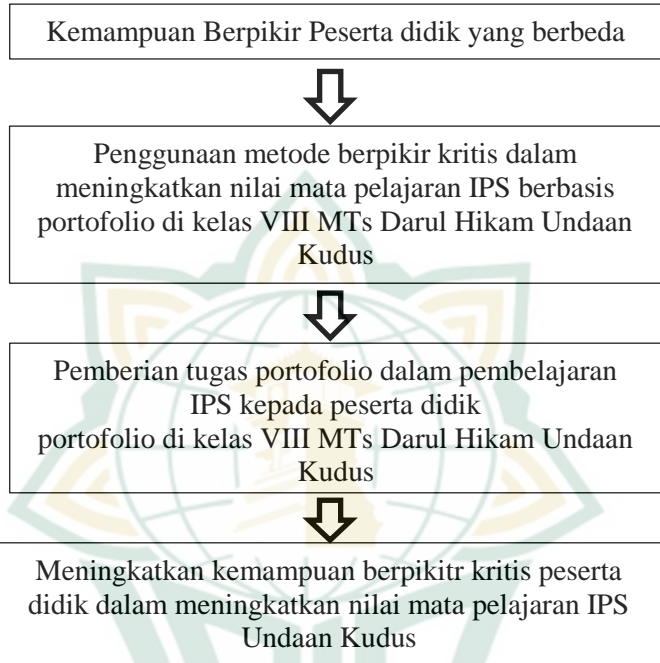 Kemampuan Berpikir Peserta didik yang berbeda
Penggunaan metode berpikir kritis dalam
meningkatkan nilai mata pelajaran IPS berbasis
portofolio di kelas VIII MTs Darul Hikam Undaan
Kudus
Pemberian tugas portofolio dalam pembelajaran
IPS kepada peserta didik
portofolio di kelas VIII MTs Darul Hikam Undaan
Kudus
Meningkatkan kemampuan berpikitr kritis peserta
didik dalam meningkatkan nilai mata pelajaran IPS
Undaan Kudus